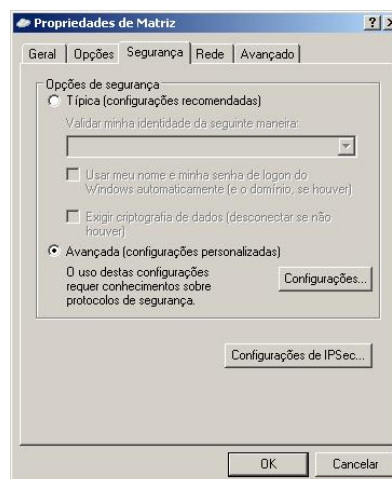 Propriedades de Matriz
Geral Opções Segurança Rede Avançado
Opções de segurança
Típica (configurações recomendadas)
Validar minha identidade da seguinte maneira:
Usar meu nome e minha senha de logon do
Windows automaticamente (e o domínio, se houver)
Exigir criptografia de dados (desconectar se não
houver)
Avançada (configurações personalizadas)
O uso destas configurações
requer conhecimentos sobre
protocolos de segurança.
Configurações...
Configurações de IPSec...
OK Cancelar